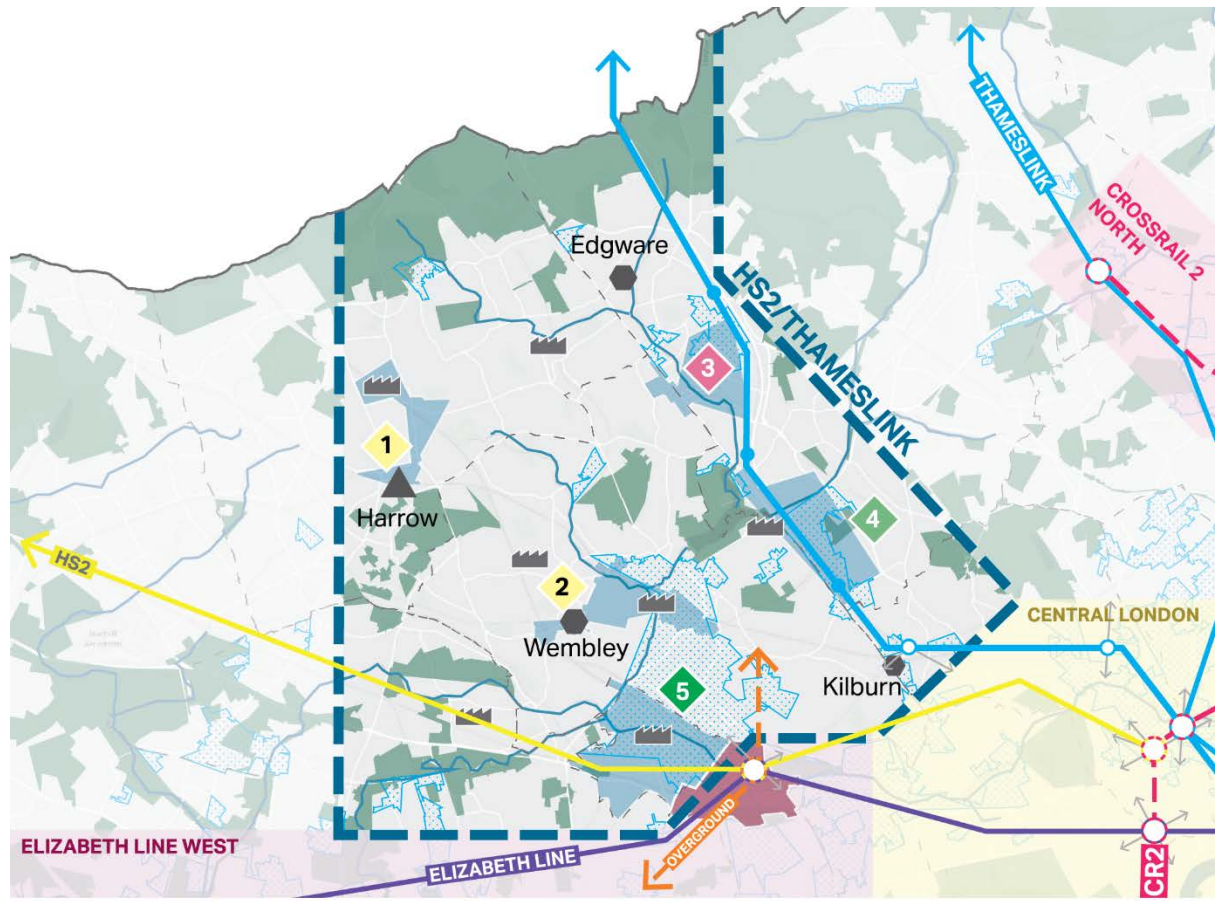 THAMESLINK
CROSSRAIL 2
NORTH
Edgware
HS2/THAMESLINK
3
1
Harrow
4
HS2
2
Wembley
CENTRAL LONDON
5
Kilburn
ELIZABETH LINE WEST
ELIZABETH LINE
OVERGROUND
CR2